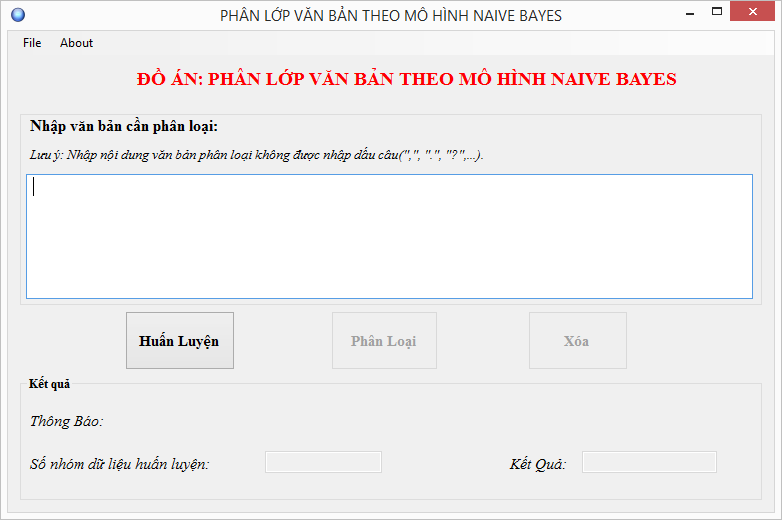 PHÂN LỚP VĂN BẢN THEO MÔ HÌNH NAIVE BAYES
File About
ĐỒ ÁN: PHÂN LỚP VĂN BẢN THEO MÔ HÌNH NAIVE BAYES
Nhập văn bản cần phân loại:
Lưu ý: Nhập nội dung văn bản phân loại không được nhập dấu câu(",", ".", "?",...).
Huấn Luyện Phân Loại Xóa
Kết quả
Thông Báo:
Số nhóm dữ liệu huấn luyện: Kết Quả: